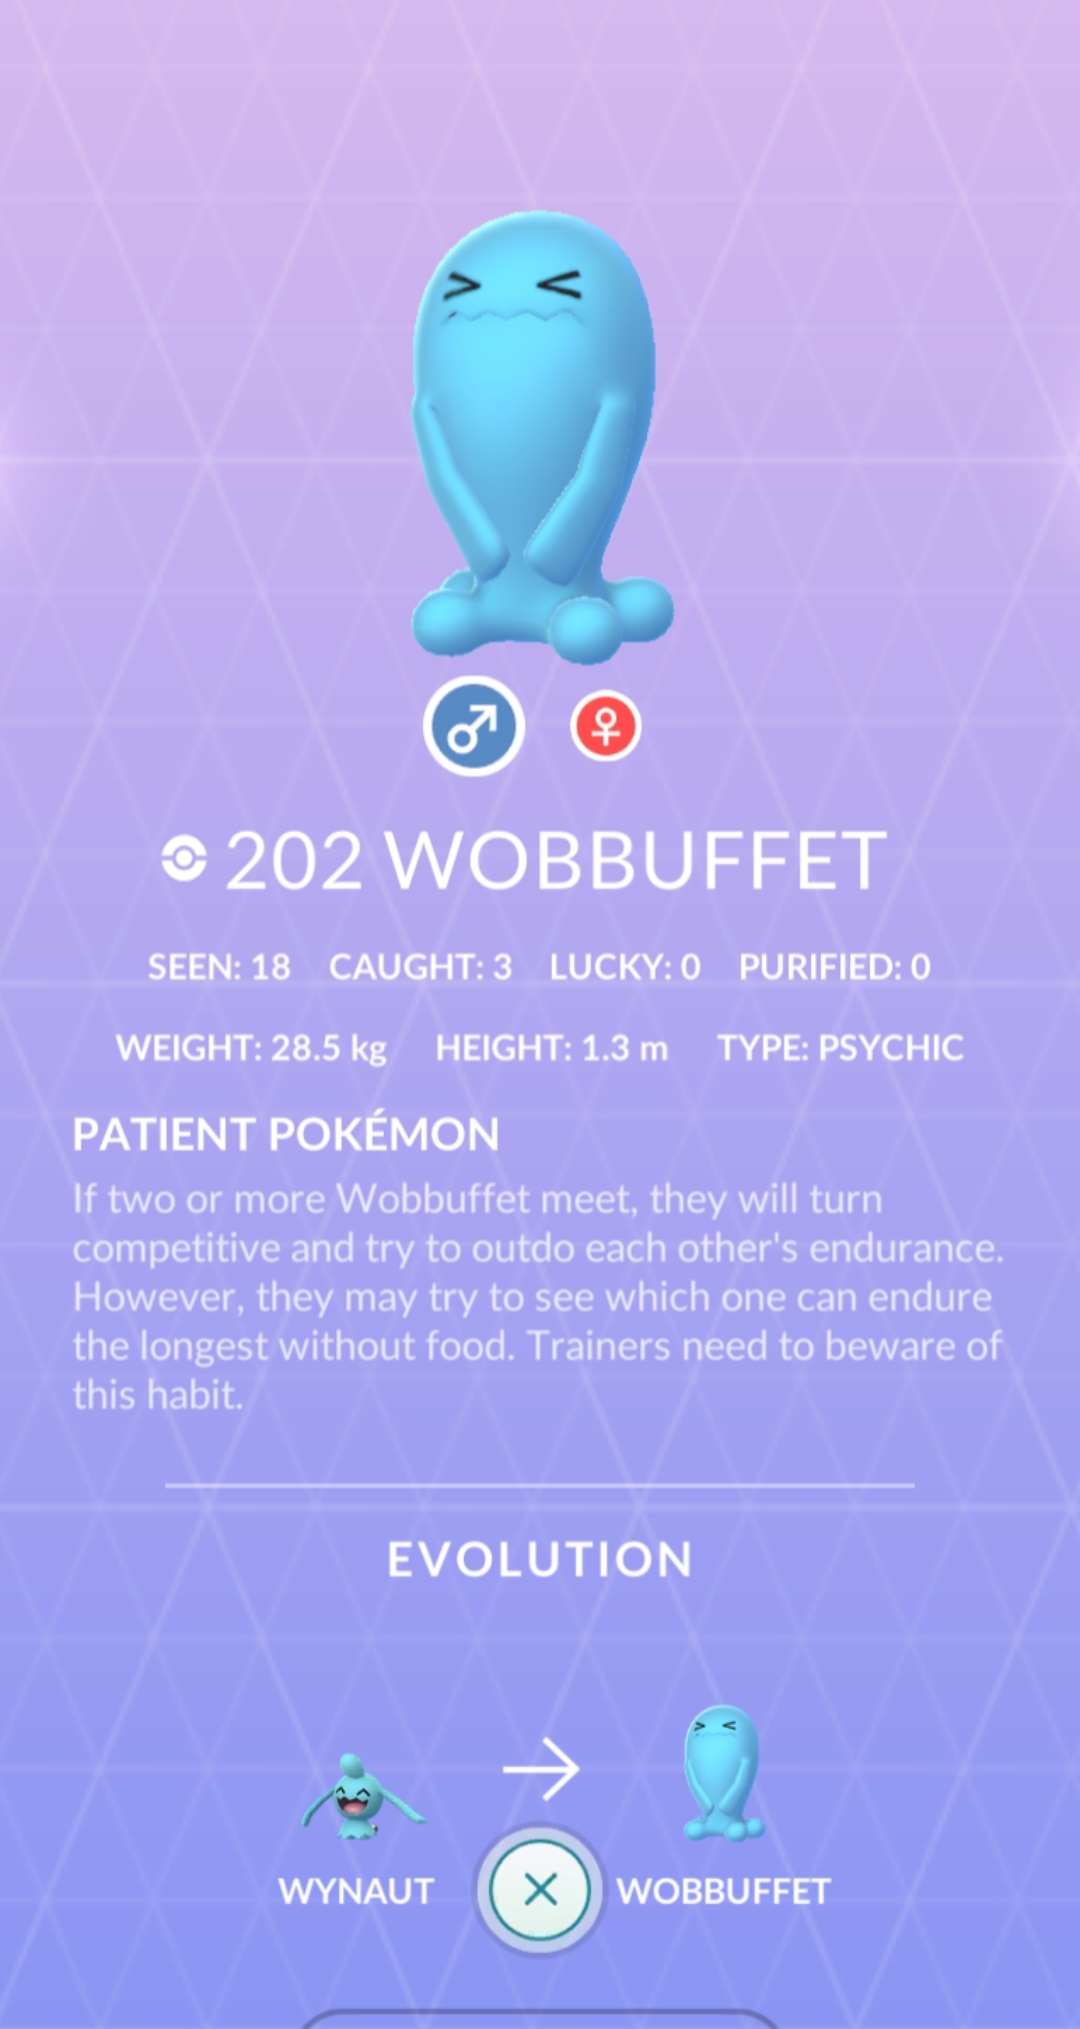 202 WOBBUFFET
SEEN: 18 CAUGHT: 3 LUCKY: 0 PURIFIED: 0
WEIGHT: 28.5 kg HEIGHT: 1.3 m TYPE: PSYCHIC
PATIENT POKÉMON
If two or more Wobbuffet meet, they will turn
competitive and try to outdo each other's endurance.
However, they may try to see which one can endure
the longest without food. Trainers need to beware of
this habit.
EVOLUTION
WYNAUT WOBBUFFET